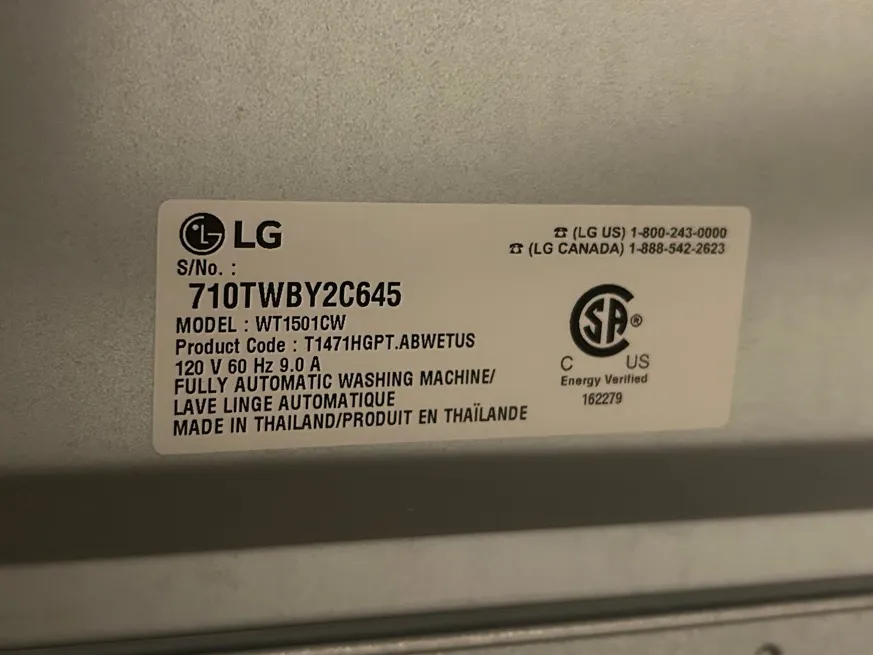 LG
☎ (LG US) 1-800-243-0000
☎ (LG CANADA) 1-888-542-2623
S/No. :
710TWBY2C645
MODEL : WT1501CW
Product Code : T1471HGPT.ABWETUS
120 V 60 Hz 9.0 A
FULLY AUTOMATIC WASHING MACHINE/
LAVE LINGE AUTOMATIQUE
MADE IN THAILAND/PRODUIT EN THAÏLANDE
SA®
C US
Energy Verified
162279